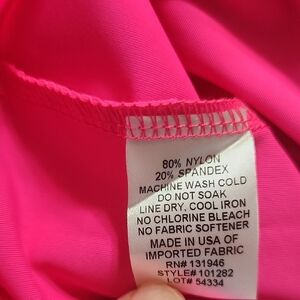 80% NYLON
20% SPANDEX
MACHINE WASH COLD
DO NOT SOAK
LINE DRY, COOL IRON
NO CHLORINE BLEACH
NO FABRIC SOFTENER
MADE IN USA OF
IMPORTED FABRIC
RN# 131946
STYLE# 101282
LOT# 54334